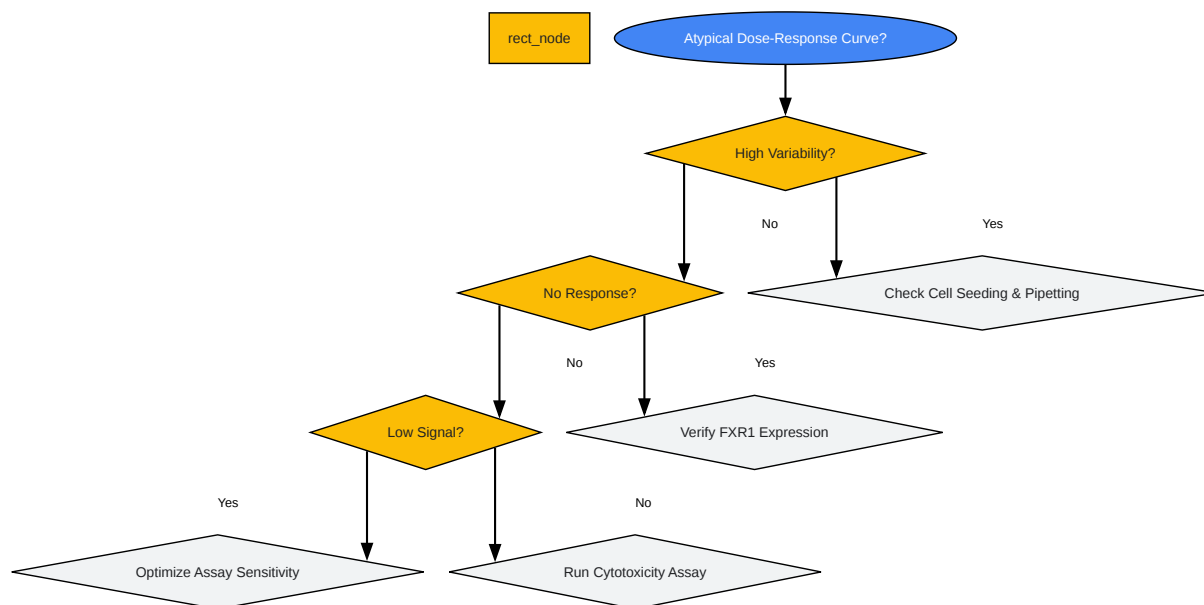 rect_node
Atypical Dose-Response Curve?
High Variability?
No
Yes
No Response?
Check Cell Seeding & Pipetting
No
Yes
Low Signal?
Verify FXR1 Expression
Yes
No
Optimize Assay Sensitivity
Run Cytotoxicity Assay